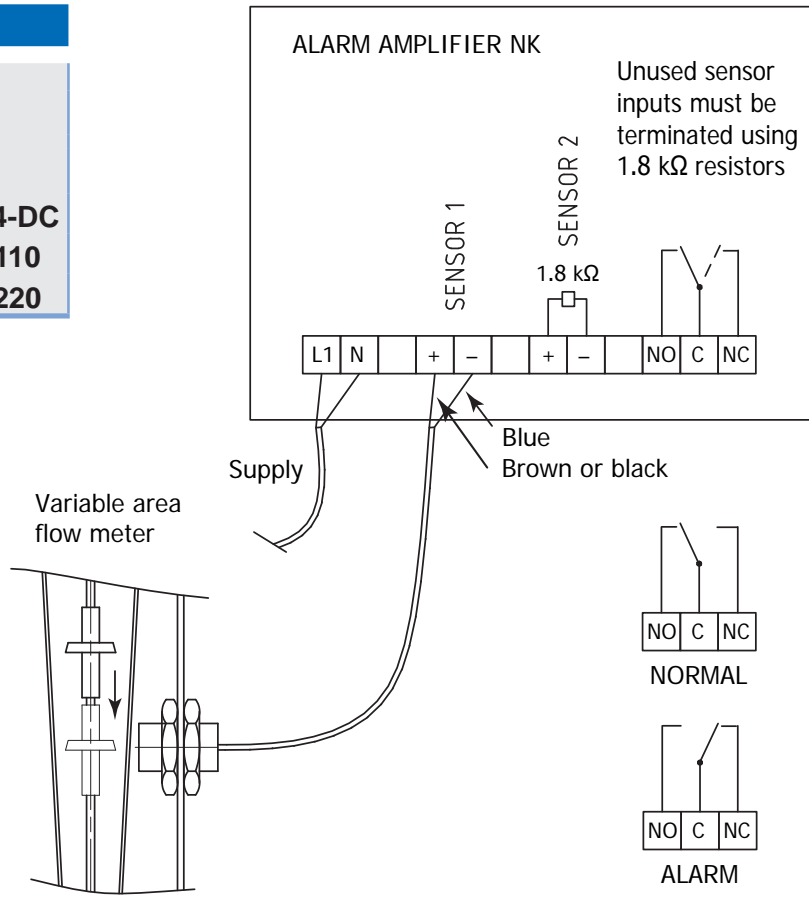 4-DC
110
220
ALARM AMPLIFIER NK
Unused sensor
inputs must be
terminated using
1.8 kΩ resistors
SENSOR 1
SENSOR 2
1.8 kΩ
L1 N + – + – NO C NC
Blue
Brown or black
Supply
Variable area
flow meter
NO C NC
NORMAL
NO C NC
ALARM